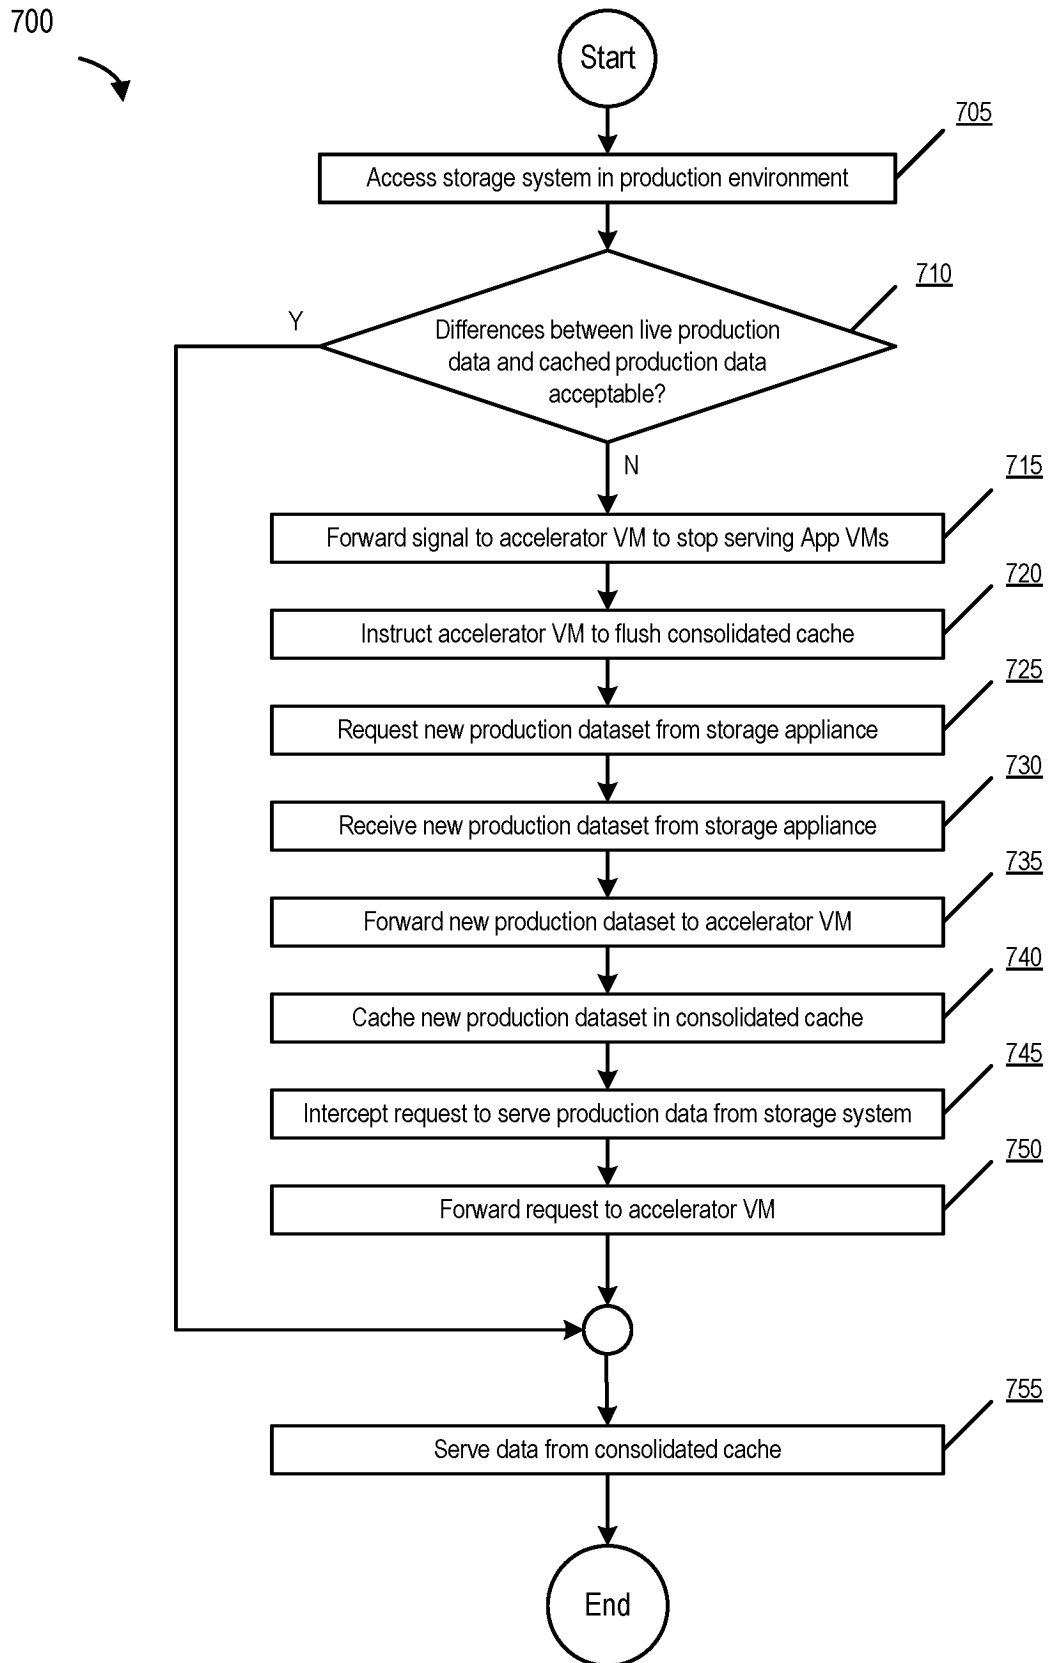 700
Start
705
Access storage system in production environment
710
Y
Differences between live production
data and cached production data
acceptable?
N
715
Forward signal to accelerator VM to stop serving App VMs
720
Instruct accelerator VM to flush consolidated cache
725
Request new production dataset from storage appliance
730
Receive new production dataset from storage appliance
735
Forward new production dataset to accelerator VM
740
Cache new production dataset in consolidated cache
745
Intercept request to serve production data from storage system
750
Forward request to accelerator VM
755
Serve data from consolidated cache
End